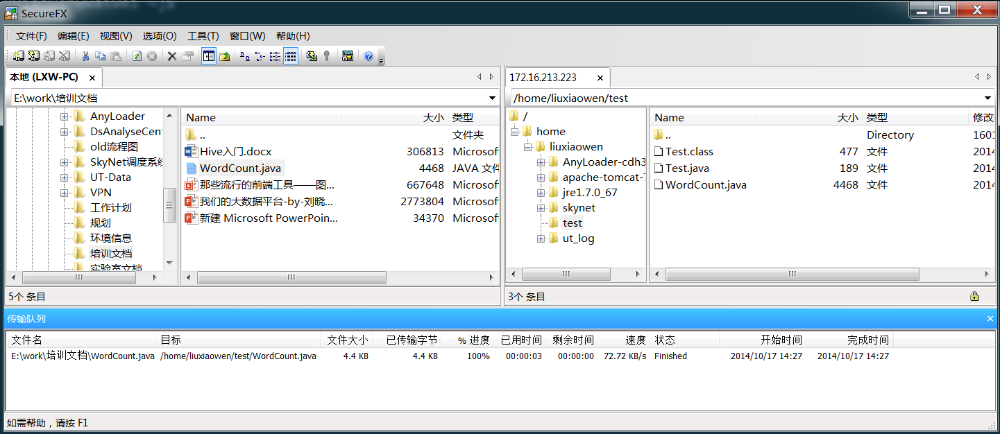 SecureFX
文件(F) 编辑(E) 视图(V) 选项(O) 工具(T) 窗口(W) 帮助(H)
本地 (LXW-PC)
E:\work\培训文档
AnyLoader
DsAnalyseCent
old流程图
SkyNet调度系统
UT-Data
VPN
工作计划
规划
环境信息
培训文档
实验室文档
Name 大小 类型
.. 文件夹
Hive入门.docx 306813 Microsof
WordCount.java 4468 JAVA 文件
那些流行的前端工具——图... 667648 Microsof
我们的大数据平台-by-刘晓... 2773804 Microsof
新建 Microsoft PowerPoin... 34370 Microsof
5个 条目
172.16.213.223
/home/liuxiaowen/test
/
home
liuxiaowen
AnyLoader-cdh3
apache-tomcat-7
jre1.7.0_67
skynet
test
ut_log
Name 大小 类型 修改
.. Directory 1601
Test.class 477 文件 2014
Test.java 189 文件 2014
WordCount.java 4468 文件 2014
3个 条目
传输队列
文件名 目标 文件大小 已传输字节 % 进度 已用时间 剩余时间 速度 状态 开始时间 完成时间
E:\work\培训文档\WordCount.java /home/liuxiaowen/test/WordCount.java 4.4 KB 4.4 KB 100% 00:00:03 00:00:00 72.72 KB/s Finished 2014/10/17 14:27 2014/10/17 14:27
如需帮助，请按 F1